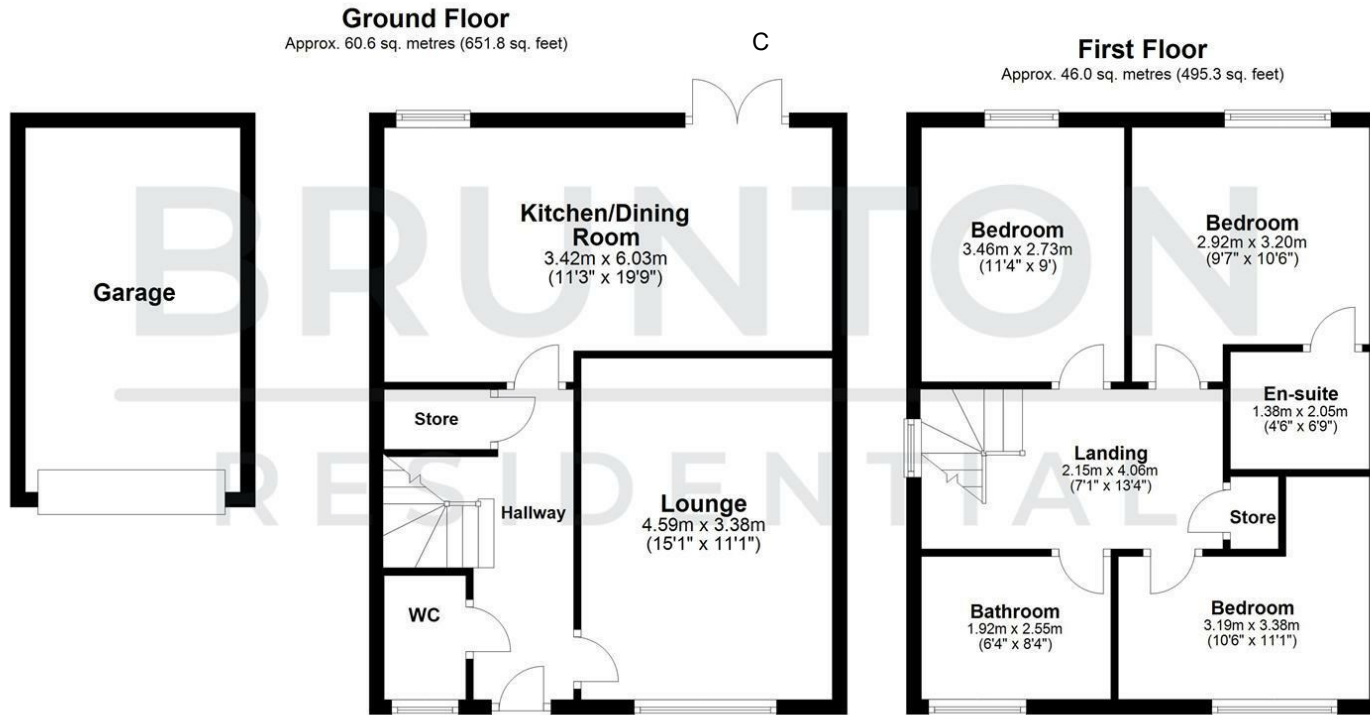 Ground Floor
Approx. 60.6 sq. metres (651.8 sq. feet)
C
First Floor
Approx. 46.0 sq. metres (495.3 sq. feet)
BRUNTON
RESIDENTIAL
Garage
Kitchen/Dining
Room
3.42m x 6.03m
(11'3" x 19'9")
Store
Hallway
Lounge
4.59m x 3.38m
(15'1" x 11'1")
WC
Bedroom
3.46m x 2.73m
(11'4" x 9')
Bedroom
2.92m x 3.20m
(9'7" x 10'6")
En-suite
1.38m x 2.05m
(4'6" x 6'9")
Landing
2.15m x 4.06m
(7'1" x 13'4")
Store
Bathroom
1.92m x 2.55m
(6'4" x 8'4")
Bedroom
3.19m x 3.38m
(10'6" x 11'1")